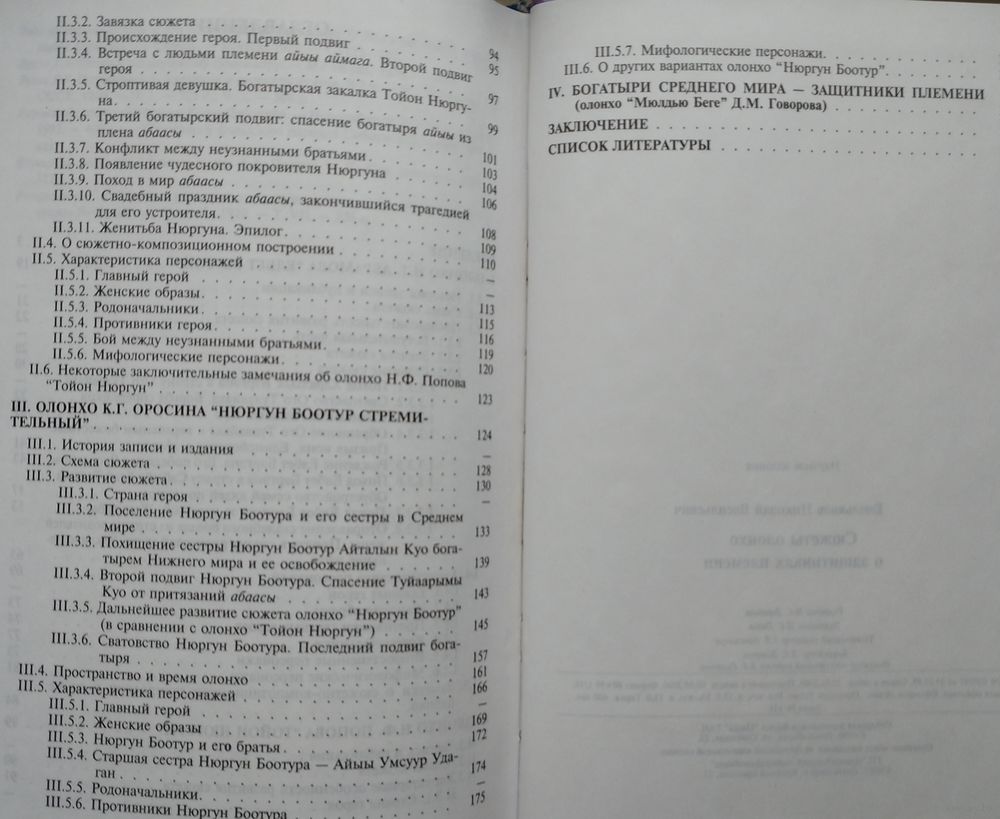 II.3.2. Завязка сюжета . . . . . . . . . . . . . . . 94
II.3.3. Происхождение героя. Первый подвиг . . . . . . . 95
II.3.4. Встреча с людьми племени айыы аймага. Второй подвиг
героя . . . . . . . . . . . . . . . . . . . . 97
II.3.5. Строптивая девушка. Богатырская закалка Тойон Нюргу-
на. . . . . . . . . . . . . . . . . . . . . . 99
II.3.6. Третий богатырский подвиг: спасение богатыря айыы из
плена абаасы . . . . . . . . . . . . . . . . . 101
II.3.7. Конфликт между неузнанными братьями. . . . . . . 103
II.3.8. Появление чудесного покровителя Нюргуна . . . . . 104
II.3.9. Поход в мир абаасы . . . . . . . . . . . . . . 106
II.3.10. Свадебный праздник абаасы, закончившийся трагедией
для его устроителя. . . . . . . . . . . . . . . 108
II.3.11. Женитьба Нюргуна. Эпилог. . . . . . . . . . . 109
II.4. О сюжетно-композиционном построении . . . . . . . 110
II.5. Характеристика персонажей . . . . . . . . . . . . –
II.5.1. Главный герой . . . . . . . . . . . . . . . . –
II.5.2. Женские образы. . . . . . . . . . . . . . . . 113
II.5.3. Родоначальники . . . . . . . . . . . . . . . . 115
II.5.4. Противники героя. . . . . . . . . . . . . . . 116
II.5.5. Бой между неузнанными братьями. . . . . . . . . 119
II.5.6. Мифологические персонажи. . . . . . . . . . . . 120
II.6. Некоторые заключительные замечания об олонхо Н.Ф. Попова
“Тойон Нюргун” . . . . . . . . . . . . . . . . . 123
III. ОЛОНХО К.Г. ОРОСИНА “НЮРГУН БООТУР СТРЕМИ-
ТЕЛЬНЫЙ”. . . . . . . . . . . . . . . . . . . . . 124
III.1. История записи и издания . . . . . . . . . . . . –
III.2. Схема сюжета . . . . . . . . . . . . . . . . . 128
III.3. Развитие сюжета. . . . . . . . . . . . . . . . 130
III.3.1. Страна героя . . . . . . . . . . . . . . . . –
III.3.2. Поселение Нюргун Боотура и его сестры в Среднем
мире . . . . . . . . . . . . . . . . . . . . . 133
III.3.3. Похищение сестры Нюргун Боотур Айталын Куо бога-
тырем Нижнего мира и ее освобождение . . . . . . 139
III.3.4. Второй подвиг Нюргун Боотура. Спасение Туйаарымы
Куо от притязаний абаасы . . . . . . . . . . . . 143
III.3.5. Дальнейшее развитие сюжета олонхо “Нюргун Боотур”
(в сравнении с олонхо “Тойон Нюргун”) . . . . . . 145
III.3.6. Сватовство Нюргун Боотура. Последний подвиг бога-
тыря . . . . . . . . . . . . . . . . . . . . . 157
III.4. Пространство и время олонхо . . . . . . . . . . . 161
III.5. Характеристика персонажей . . . . . . . . . . . . 166
III.5.1. Главный герой . . . . . . . . . . . . . . . . –
III.5.2. Женские образы . . . . . . . . . . . . . . . 169
III.5.3. Нюргун Боотур и его братья . . . . . . . . . . 172
III.5.4. Старшая сестра Нюргун Боотура — Айыы Умсуур Уда-
ган . . . . . . . . . . . . . . . . . . . . . 174
III.5.5. Родоначальники. . . . . . . . . . . . . . . . 175
III.5.6. Противники Нюргун Боотура . . . . . . . . . .
III.5.7. Мифологические персонажи. . . . . . . . . . .
III.6. О других вариантах олонхо “Нюргун Боотур”. . . . . .
IV. БОГАТЫРИ СРЕДНЕГО МИРА — ЗАЩИТНИКИ ПЛЕМЕНИ
(олонхо “Мюлдью Беге” Д.М. Говорова) . . . . . . . . .
ЗАКЛЮЧЕНИЕ . . . . . . . . . . . . . . . . . . . .
СПИСОК ЛИТЕРАТУРЫ . . . . . . . . . . . . . . . . .